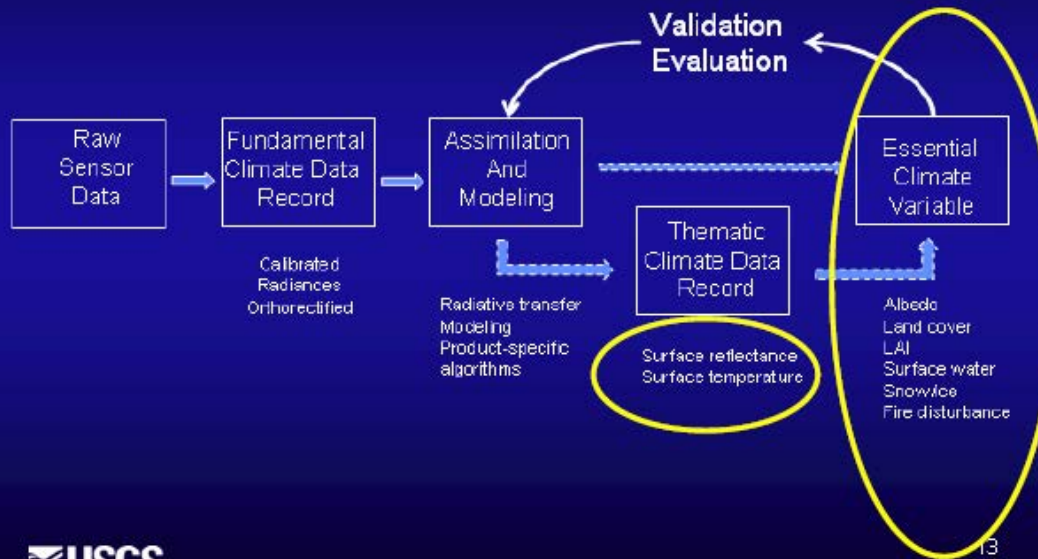 Validation
Evaluation
Raw
Sensor
Data
Fundamental
Climate Data
Record
Assimilation
And
Modeling
Essential
Climate
Variable
Thematic
Climate Data
Record
Calibrated
Radiances
Orthorectified
Radiative transfer
Modeling
Product-specific
algorithms
Surface reflectance
Surface temperature
Albedo
Land cover
LAI
Surface water
Snow/ice
Fire disturbance
USGS
13